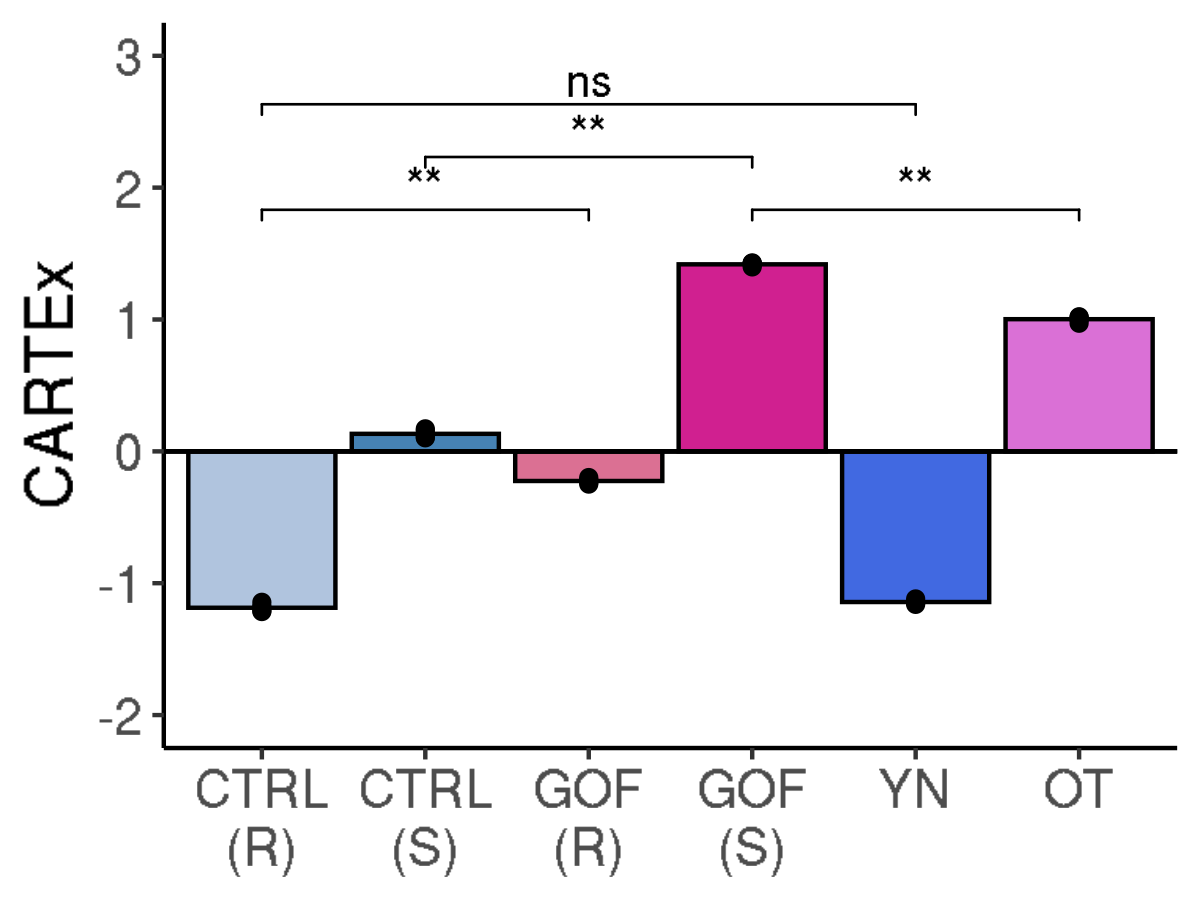 CARTEx
3
2
1
0
-1
-2
ns
**
** **
CTRL (R)
CTRL (S)
GOF (R)
GOF (S)
YN
OT